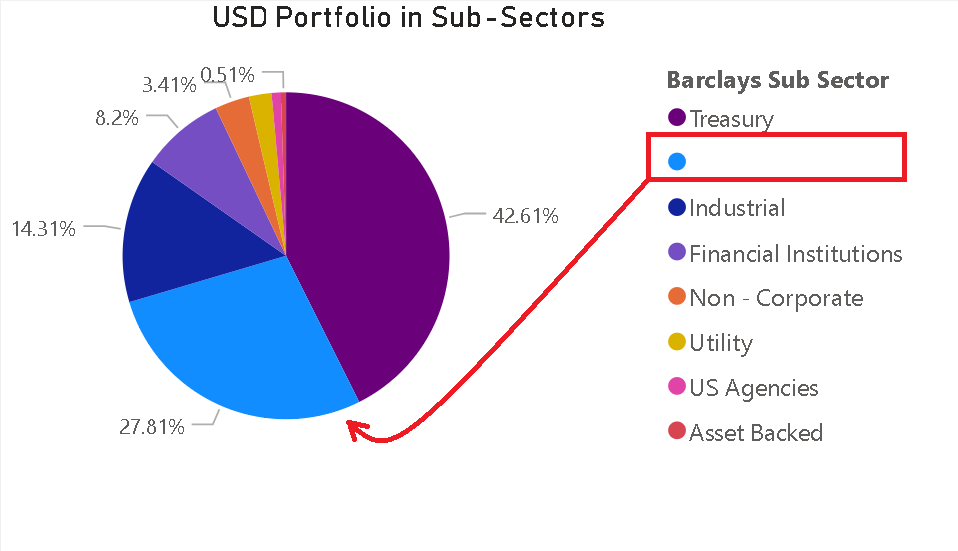 USD Portfolio in Sub-Sectors
0.51%
3.41%
8.2%
14.31%
27.81%
42.61%
Barclays Sub Sector
Treasury
Industrial
Financial Institutions
Non - Corporate
Utility
US Agencies
Asset Backed